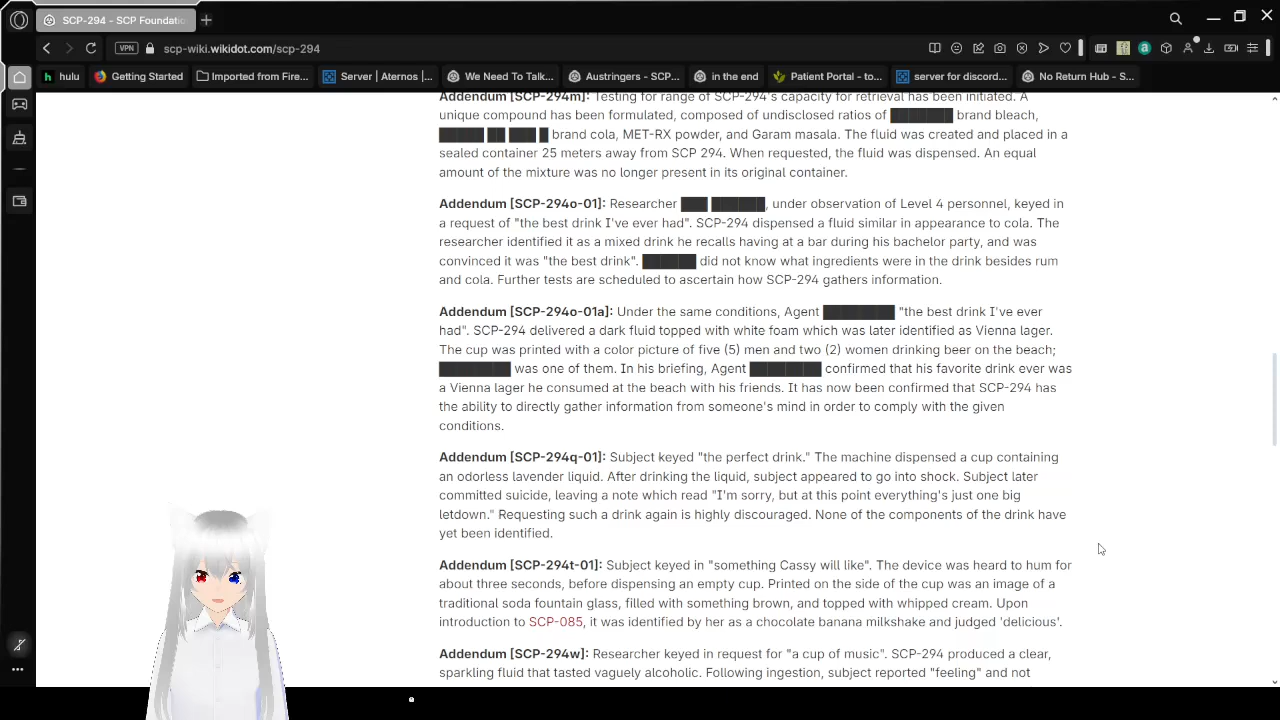 SCP-294 - SCP Foundatio
VPN scp-wiki.wikidot.com/scp-294
hulu Getting Started Imported from Fire... Server | Aternos |... We Need To Talk... Austringers - SCP... in the end Patient Portal - to... server for discord... No Return Hub - S...
Addendum [SCP-294m]: Testing for range of SCP-294's capacity for retrieval has been initiated. A
unique compound has been formulated, composed of undisclosed ratios of ███████ brand bleach,
█████ ██ ███ █ brand cola, MET-RX powder, and Garam masala. The fluid was created and placed in a
sealed container 25 meters away from SCP 294. When requested, the fluid was dispensed. An equal
amount of the mixture was no longer present in its original container.
Addendum [SCP-294o-01]: Researcher ███ ██████, under observation of Level 4 personnel, keyed in
a request of "the best drink I've ever had". SCP-294 dispensed a fluid similar in appearance to cola. The
researcher identified it as a mixed drink he recalls having at a bar during his bachelor party, and was
convinced it was "the best drink". ██████ did not know what ingredients were in the drink besides rum
and cola. Further tests are scheduled to ascertain how SCP-294 gathers information.
Addendum [SCP-294o-01a]: Under the same conditions, Agent ████████ "the best drink I've ever
had". SCP-294 delivered a dark fluid topped with white foam which was later identified as Vienna lager.
The cup was printed with a color picture of five (5) men and two (2) women drinking beer on the beach;
████████ was one of them. In his briefing, Agent ████████ confirmed that his favorite drink ever was
a Vienna lager he consumed at the beach with his friends. It has now been confirmed that SCP-294 has
the ability to directly gather information from someone's mind in order to comply with the given
conditions.
Addendum [SCP-294q-01]: Subject keyed "the perfect drink." The machine dispensed a cup containing
an odorless lavender liquid. After drinking the liquid, subject appeared to go into shock. Subject later
committed suicide, leaving a note which read "I'm sorry, but at this point everything's just one big
letdown." Requesting such a drink again is highly discouraged. None of the components of the drink have
yet been identified.
Addendum [SCP-294t-01]: Subject keyed in "something Cassy will like". The device was heard to hum for
about three seconds, before dispensing an empty cup. Printed on the side of the cup was an image of a
traditional soda fountain glass, filled with something brown, and topped with whipped cream. Upon
introduction to SCP-085, it was identified by her as a chocolate banana milkshake and judged 'delicious'.
Addendum [SCP-294w]: Researcher keyed in request for "a cup of music". SCP-294 produced a clear,
sparkling fluid that tasted vaguely alcoholic. Following ingestion, subject reported "feeling" and not